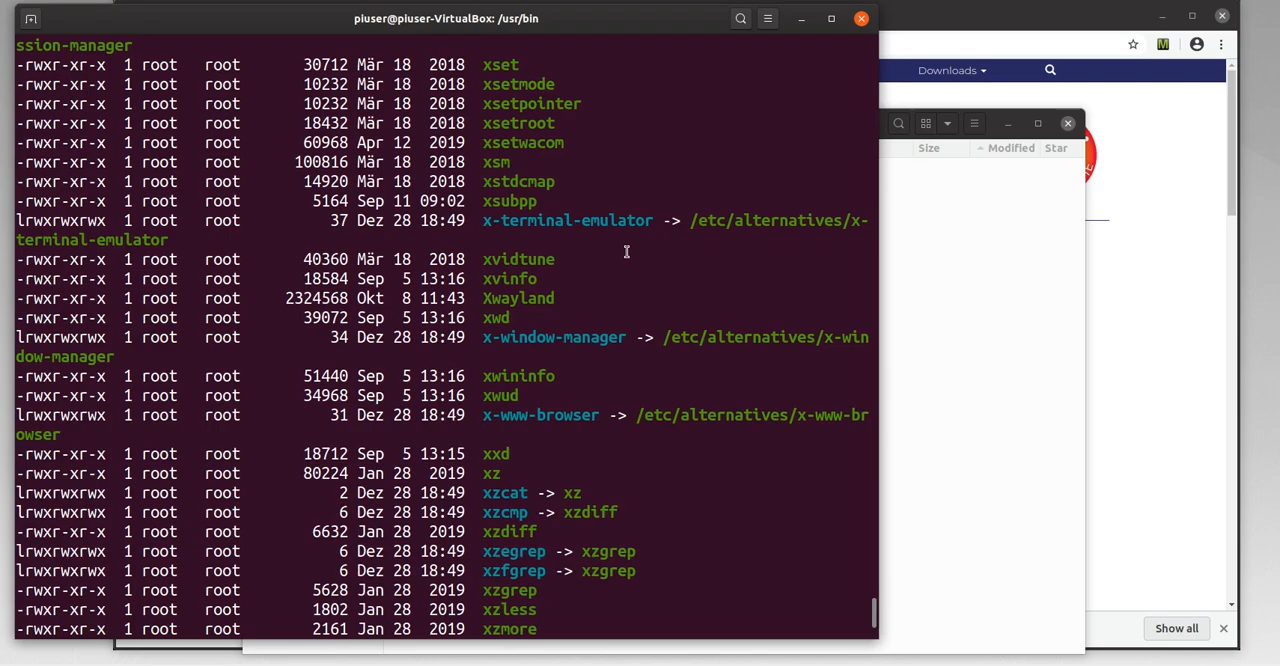 piuser@piuser-VirtualBox: /usr/bin
ssion-manager
-rwxr-xr-x 1 root root 30712 Mär 18 2018 xset
-rwxr-xr-x 1 root root 10232 Mär 18 2018 xsetmode
-rwxr-xr-x 1 root root 10232 Mär 18 2018 xsetpointer
-rwxr-xr-x 1 root root 18432 Mär 18 2018 xsetroot
-rwxr-xr-x 1 root root 60968 Apr 12 2019 xsetwacom
-rwxr-xr-x 1 root root 100816 Mär 18 2018 xsm
-rwxr-xr-x 1 root root 14920 Mär 18 2018 xstdcmap
-rwxr-xr-x 1 root root 5164 Sep 11 09:02 xsubpp
lrwxrwxrwx 1 root root 37 Dez 28 18:49 x-terminal-emulator -> /etc/alternatives/x-
terminal-emulator
-rwxr-xr-x 1 root root 40360 Mär 18 2018 xvidtune
-rwxr-xr-x 1 root root 18584 Sep 5 13:16 xvinfo
-rwxr-xr-x 1 root root 2324568 Okt 8 11:43 Xwayland
-rwxr-xr-x 1 root root 39072 Sep 5 13:16 xwd
lrwxrwxrwx 1 root root 34 Dez 28 18:49 x-window-manager -> /etc/alternatives/x-win
dow-manager
-rwxr-xr-x 1 root root 51440 Sep 5 13:16 xwininfo
-rwxr-xr-x 1 root root 34968 Sep 5 13:16 xwud
lrwxrwxrwx 1 root root 31 Dez 28 18:49 x-www-browser -> /etc/alternatives/x-www-br
owser
-rwxr-xr-x 1 root root 18712 Sep 5 13:15 xxd
-rwxr-xr-x 1 root root 80224 Jan 28 2019 xz
lrwxrwxrwx 1 root root 2 Dez 28 18:49 xzcat -> xz
lrwxrwxrwx 1 root root 6 Dez 28 18:49 xzcmp -> xzdiff
-rwxr-xr-x 1 root root 6632 Jan 28 2019 xzdiff
lrwxrwxrwx 1 root root 6 Dez 28 18:49 xzegrep -> xzgrep
lrwxrwxrwx 1 root root 6 Dez 28 18:49 xzfgrep -> xzgrep
-rwxr-xr-x 1 root root 5628 Jan 28 2019 xzgrep
-rwxr-xr-x 1 root root 1802 Jan 28 2019 xzless
-rwxr-xr-x 1 root root 2161 Jan 28 2019 xzmore
Downloads
Size Modified Star
Show all